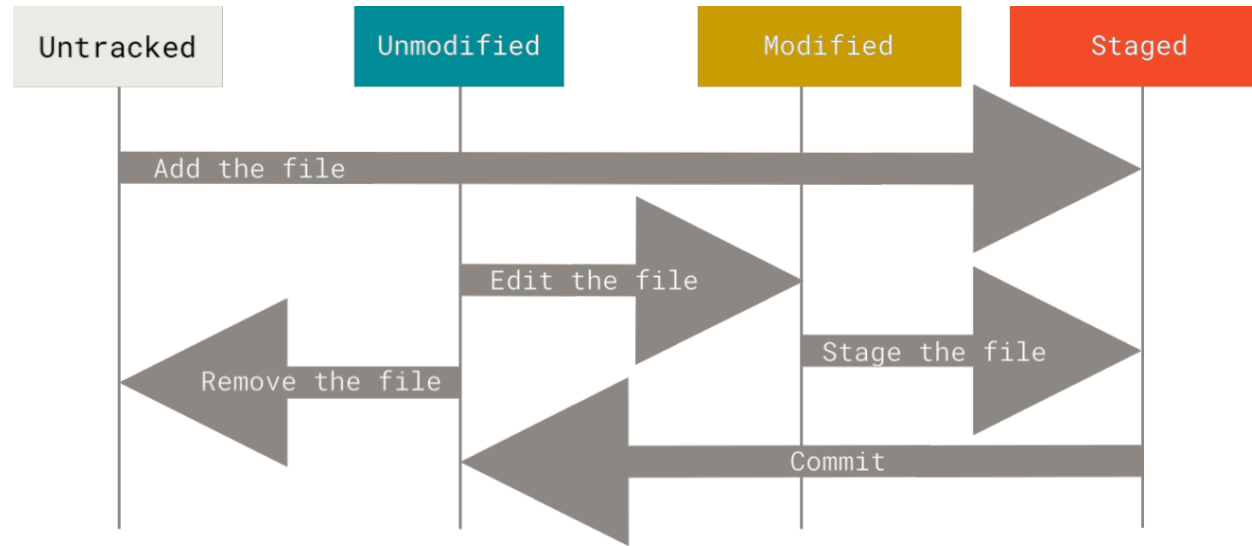 Untracked
Unmodified
Modified
Staged
Add the file
Edit the file
Stage the file
Remove the file
Commit